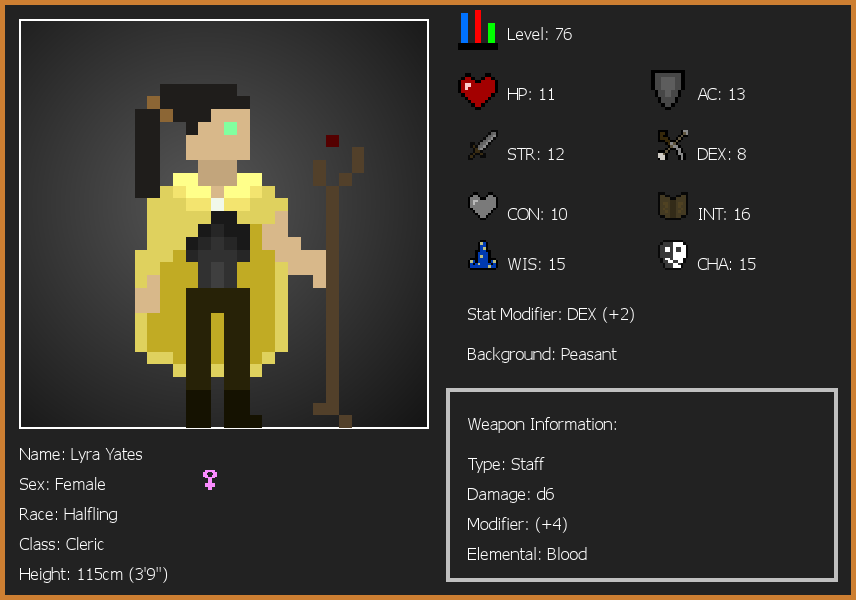 Level: 76
HP: 11
AC: 13
STR: 12
DEX: 8
CON: 10
INT: 16
WIS: 15
CHA: 15
Stat Modifier: DEX (+2)
Background: Peasant
Weapon Information:
Type: Staff
Damage: d6
Modifier: (+4)
Elemental: Blood
Name: Lyra Yates
Sex: Female
Race: Halfling
Class: Cleric
Height: 115cm (3'9")